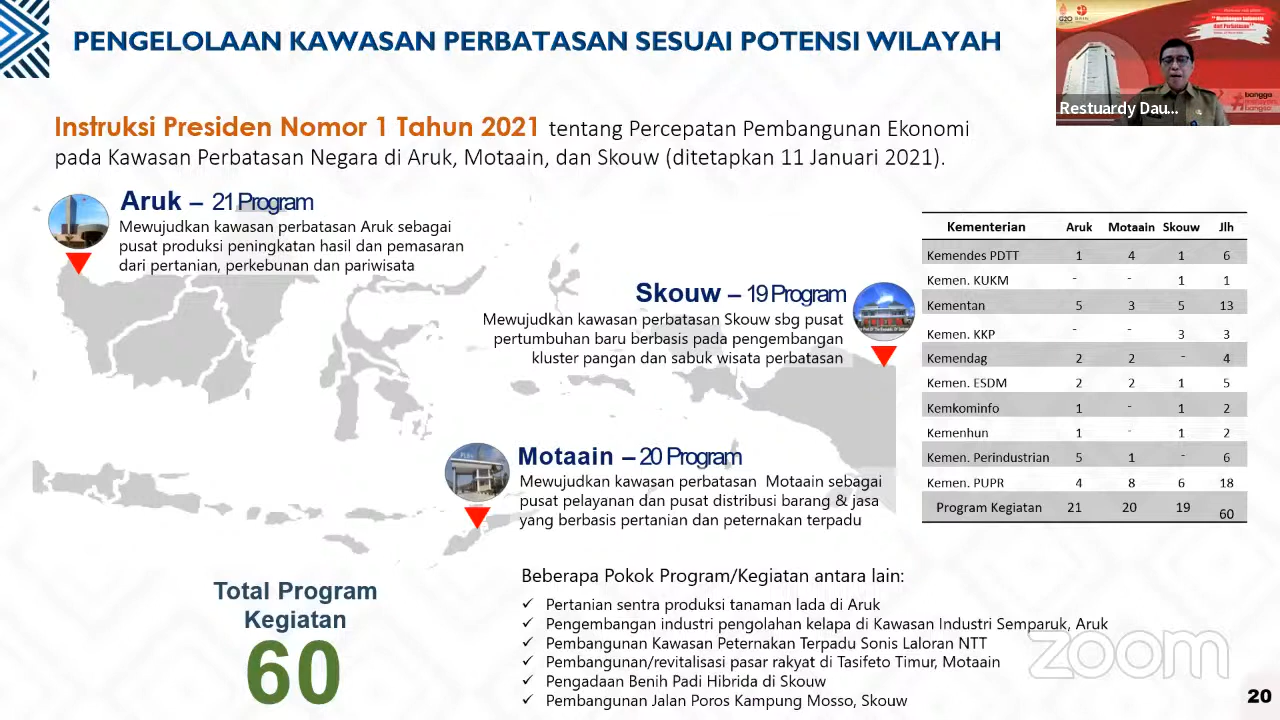 PENGELOLAAN KAWASAN PERBATASAN SESUAI POTENSI WILAYAH
G20
Restuardy Dau...
Instruksi Presiden Nomor 1 Tahun 2021 tentang Percepatan Pembangunan Ekonomi
pada Kawasan Perbatasan Negara di Aruk, Motaain, dan Skouw (ditetapkan 11 Januari 2021).
Aruk – 21 Program
Mewujudkan kawasan perbatasan Aruk sebagai
pusat produksi peningkatan hasil dan pemasaran
dari pertanian, perkebunan dan pariwisata
Skouw – 19 Program
Mewujudkan kawasan perbatasan Skouw sbg pusat
pertumbuhan baru berbasis pada pengembangan
kluster pangan dan sabuk wisata perbatasan
Motaain – 20 Program
Mewujudkan kawasan perbatasan Motaain sebagai
pusat pelayanan dan pusat distribusi barang & jasa
yang berbasis pertanian dan peternakan terpadu
Kementerian Aruk Motaain Skouw Jlh
Kemendes PDTT 1 4 1 6
Kemen. KUKM - - 1 1
Kementan 5 3 5 13
Kemen. KKP - - 3 3
Kemendag 2 2 - 4
Kemen. ESDM 2 2 1 5
Kemkominfo 1 - 1 2
Kemenhun 1 - 1 2
Kemen. Perindustrian 5 1 - 6
Kemen. PUPR 4 8 6 18
Program Kegiatan 21 20 19 60
Total Program
Kegiatan
60
Beberapa Pokok Program/Kegiatan antara lain:
✓ Pertanian sentra produksi tanaman lada di Aruk
✓ Pengembangan industri pengolahan kelapa di Kawasan Industri Semparuk, Aruk
✓ Pembangunan Kawasan Peternakan Terpadu Sonis Laloran NTT
✓ Pembangunan/revitalisasi pasar rakyat di Tasifeto Timur, Motaain
✓ Pengadaan Benih Padi Hibrida di Skouw
✓ Pembangunan Jalan Poros Kampung Mosso, Skouw
zoom
20